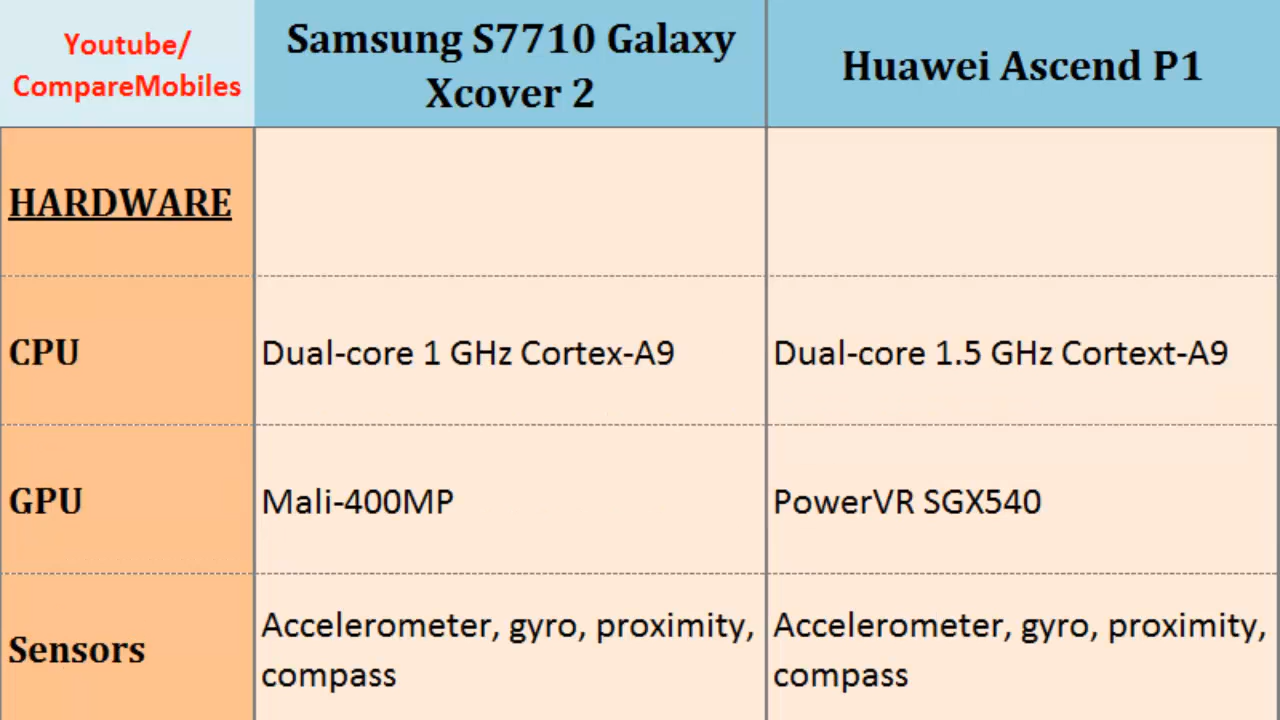 Youtube/
CompareMobiles
Samsung S7710 Galaxy
Xcover 2
Huawei Ascend P1
HARDWARE
CPU
Dual-core 1 GHz Cortex-A9
Dual-core 1.5 GHz Cortext-A9
GPU
Mali-400MP
PowerVR SGX540
Sensors
Accelerometer, gyro, proximity,
compass
Accelerometer, gyro, proximity,
compass